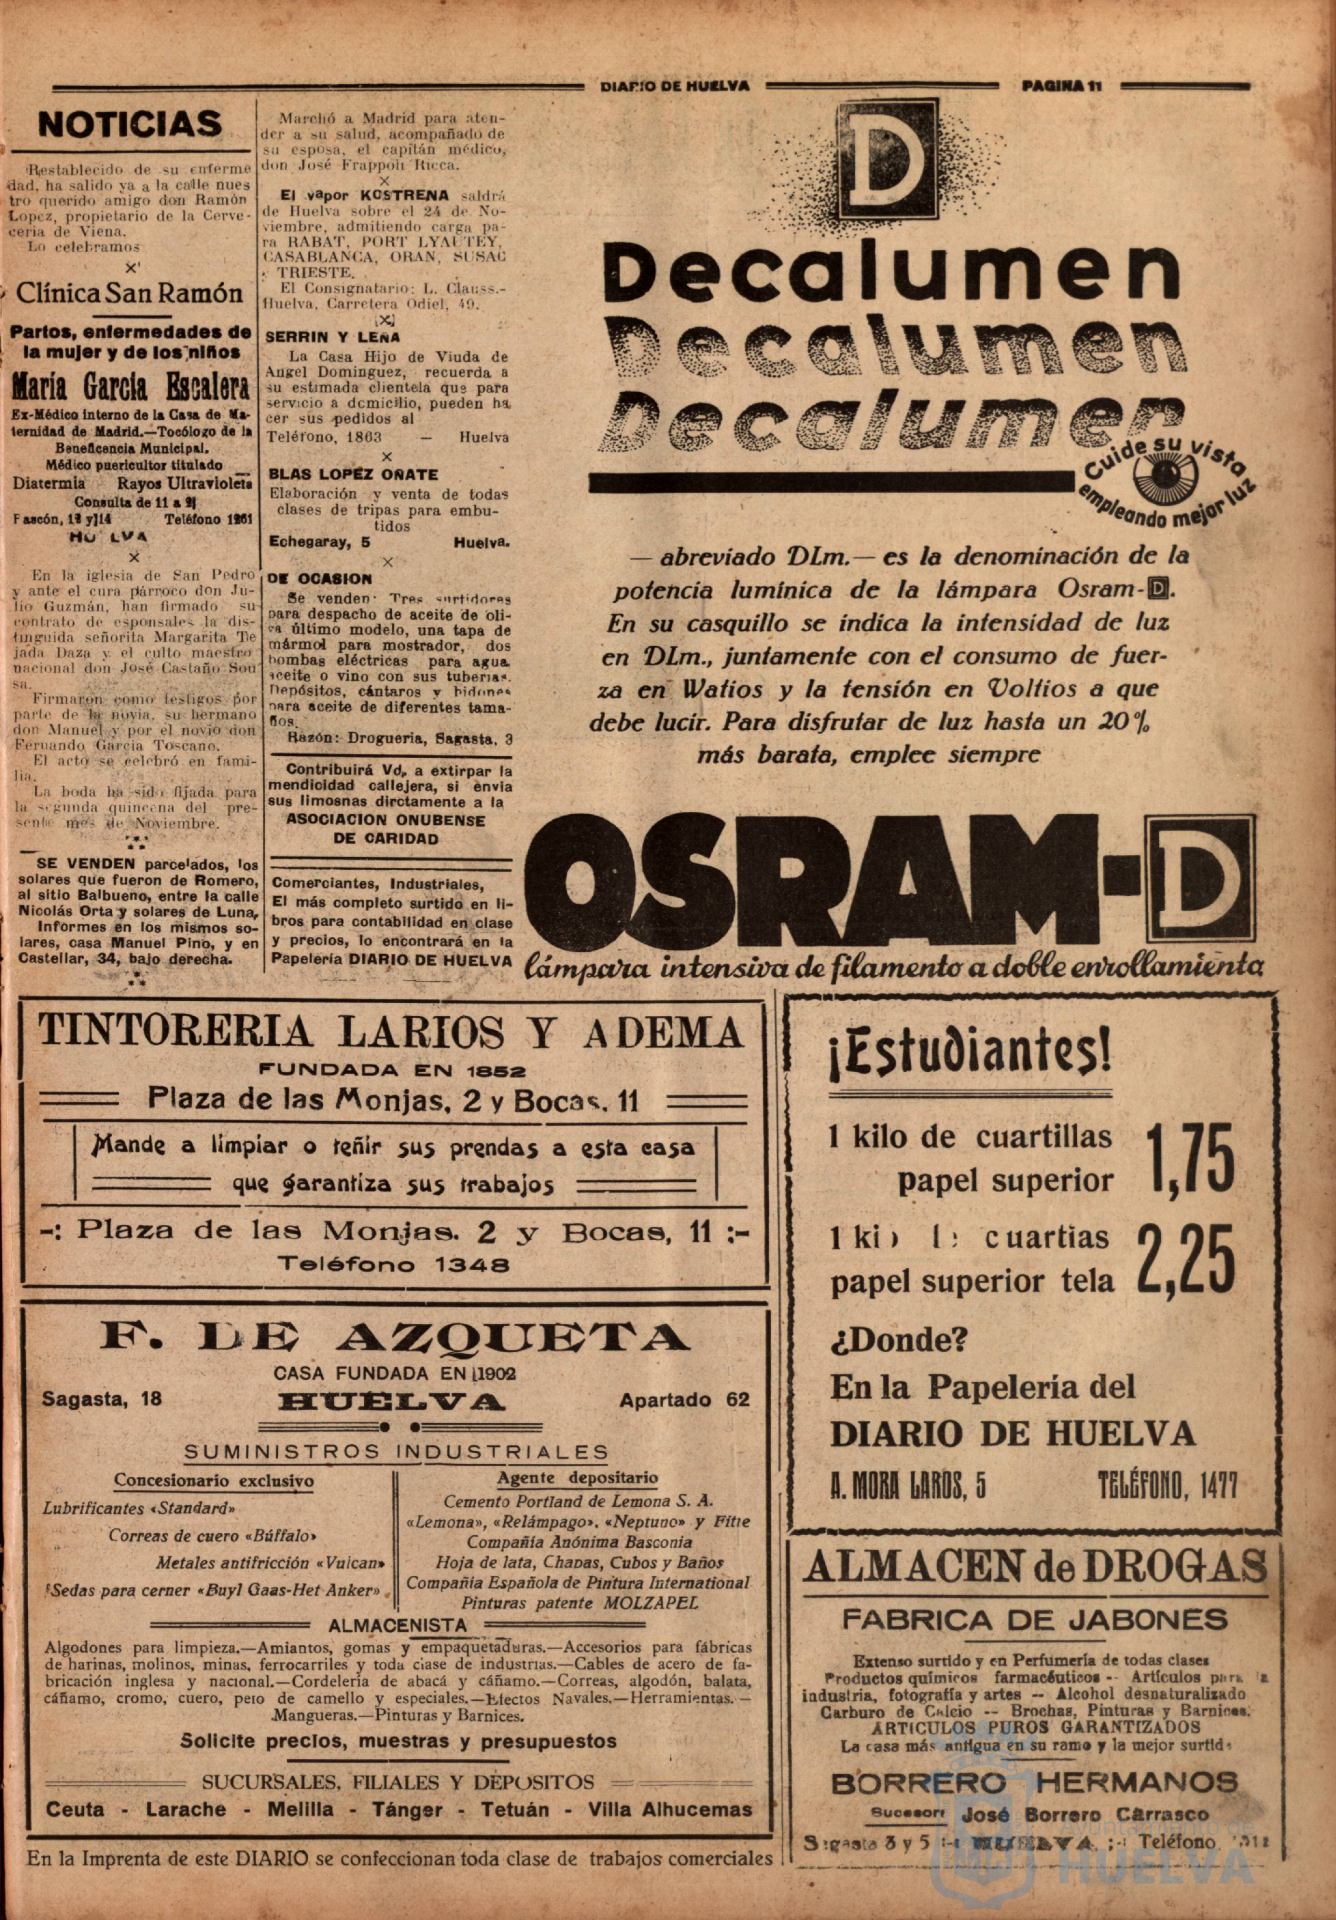 DIARIO DE HUELVA
PAGINA 11
NOTICIAS
Restablecido de su enferme
dad, ha salido ya a la calle nues
tro querido amigo don Ramón
Lopez, propietario de la Cerve-
ceria de Viena.
Lo celebramos
×
Clínica San Ramón
Partos, enfermedades de
la mujer y de los niños
María García Escalera
Ex-Médico interno de la Casa de Ma-
ternidad de Madrid.—Tocólogo de la
Beneficencia Municipal.
Médico puericultor titulado
Diatermia Rayos Ultravioleta
Consulta de 11 a
Teléfono 1261
HU LVA
×
En la iglesia de San Pedro
y ante el cura párroco don Ju-
lio Guzmán, han firmado su
contrato de esponsales la dis-
tinguida señorita Margarita Te
jada Daza y el culto maestro
nacional don José Castaño Sou
sa.
Firmaron como testigos por
parte de la novia, su hermano
don Manuel y por el novio don
Fernando García Toscano.
El acto se celebró en fami-
lia.
La boda ha sido fijada para
la segunda quincena del pre-
sente mes de Noviembre.
SE VENDEN parcelados, los
solares que fueron de Romero,
al sitio Balbueno, entre la calle
Nicolás Orta y solares de Luna,
Informes en los mismos so-
lares, casa Manuel Pino, y en
Castellar, 34, bajo derecha.
Marchó a Madrid para aten-
der a su salud, acompañado de
su esposa, el capitán médico,
don José Frappoli Ricca.
×
El vapor KOSTRENA saldrá
de Huelva sobre el 24 de No-
viembre, admitiendo carga pa-
ra RABAT, PORT LYAUTEY,
CASABLANCA, ORAN, SUSAC
y TRIESTE.
El Consignatario: L. Clauss.-
Huelva, Carretera Odiel, 49.
×
SERRIN Y LEÑA
La Casa Hijo de Viuda de
Angel Dominguez, recuerda a
su estimada clientela que para
servicio a domicilio, pueden ha
cer sus pedidos al
Teléfono, 1863 — Huelva
×
BLAS LOPEZ OÑATE
Elaboración y venta de todas
clases de tripas para embu-
tidos
Echegaray, 5 Huelva.
×
DE OCASION
Se venden: Tres surtidores
para despacho de aceite de oli-
va último modelo, una tapa de
mármol para mostrador, dos
bombas eléctricas para agua
aceite o vino con sus tuberias.
Depósitos, cántaros y bidones
para aceite de diferentes tama-
ños.
Razón: Drogueria, Sagasta, 3
Contribuirá Vd, a extirpar la
mendicidad callejera, si envia
sus limosnas dirctamente a la
ASOCIACION ONUBENSE
DE CARIDAD
Comerciantes, Industriales,
El más completo surtido en li-
bros para contabilidad en clase
y precios, lo encontrará en la
Papelería DIARIO DE HUELVA
D
Decalumen
Decalumen
Decalumen
Cuide su vista
empleando mejor luz
— abreviado DLm.— es la denominación de la
potencia lumínica de la lámpara Osram-D.
En su casquillo se indica la intensidad de luz
en DLm., juntamente con el consumo de fuer-
za en Watios y la tensión en Voltios a que
debe lucir. Para disfrutar de luz hasta un 20%
más barata, emplee siempre
OSRAM-D
lámpara intensiva de filamento a doble enrollamiento
TINTORERIA LARIOS Y ADEMA
FUNDADA EN 1852
Plaza de las Monjas, 2 y Bocas, 11
Mande a limpiar o teñir sus prendas a esta casa
que garantiza sus trabajos
-: Plaza de las Monjas. 2 y Bocas, 11 :-
Teléfono 1348
F. DE AZQUETA
CASA FUNDADA EN 1902
Sagasta, 18 HUELVA Apartado 62
SUMINISTROS INDUSTRIALES
Concesionario exclusivo
Lubrificantes «Standard»
Correas de cuero «Búffalo»
Metales antifricción «Vulcan»
Sedas para cerner «Buyl Gaas-Het Anker»
Agente depositario
Cemento Portland de Lemona S. A.
«Lemona», «Relámpago», «Neptuno» y Fitie
Compañia Anónima Basconia
Hoja de lata, Chapas, Cubos y Baños
Compañia Española de Pintura International
Pinturas patente MOLZAPEL
ALMACENISTA
Algodones para limpieza.—Amiantos, gomas y empaquetaduras.—Accesorios para fábricas
de harinas, molinos, minas, ferrocarriles y toda clase de industrias.—Cables de acero de fa-
bricación inglesa y nacional.—Cordelería de abacá y cáñamo.—Correas, algodón, balata,
cáñamo, cromo, cuero, pelo de camello y especiales.—Efectos Navales.—Herramientas.—
Mangueras.—Pinturas y Barnices.
Solicite precios, muestras y presupuestos
SUCURSALES, FILIALES Y DEPOSITOS
Ceuta - Larache - Melilla - Tánger - Tetuán - Villa Alhucemas
En la Imprenta de este DIARIO se confeccionan toda clase de trabajos comerciales
¡Estudiantes!
1 kilo de cuartillas
papel superior 1,75
1 ki cuartias
papel superior tela 2,25
¿Donde?
En la Papelería del
DIARIO DE HUELVA
A. MORA LAROS, 5 TELÉFONO, 1477
ALMACEN de DROGAS
FABRICA DE JABONES
Extenso surtido y en Perfumería de todas clases
Productos químicos farmacéuticos -- Artículos para la
industria, fotografía y artes -- Alcohol desnaturalizado
Carburo de Calcio -- Brochas, Pinturas y Barnices.
ARTICULOS PUROS GARANTIZADOS
La casa más antigua en su ramo y la mejor surtid
BORRERO HERMANOS
Sucesor: José Borrero Carrasco
Sagasta 3 y 5 :-: HUELVA :-: Teléfono
Ayuntamiento de
HUELVA